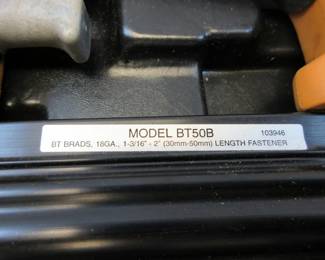 MODEL BT50B 103946
BT BRADS, 18GA., 1-3/16" - 2" (30mm-50mm) LENGTH FASTENER